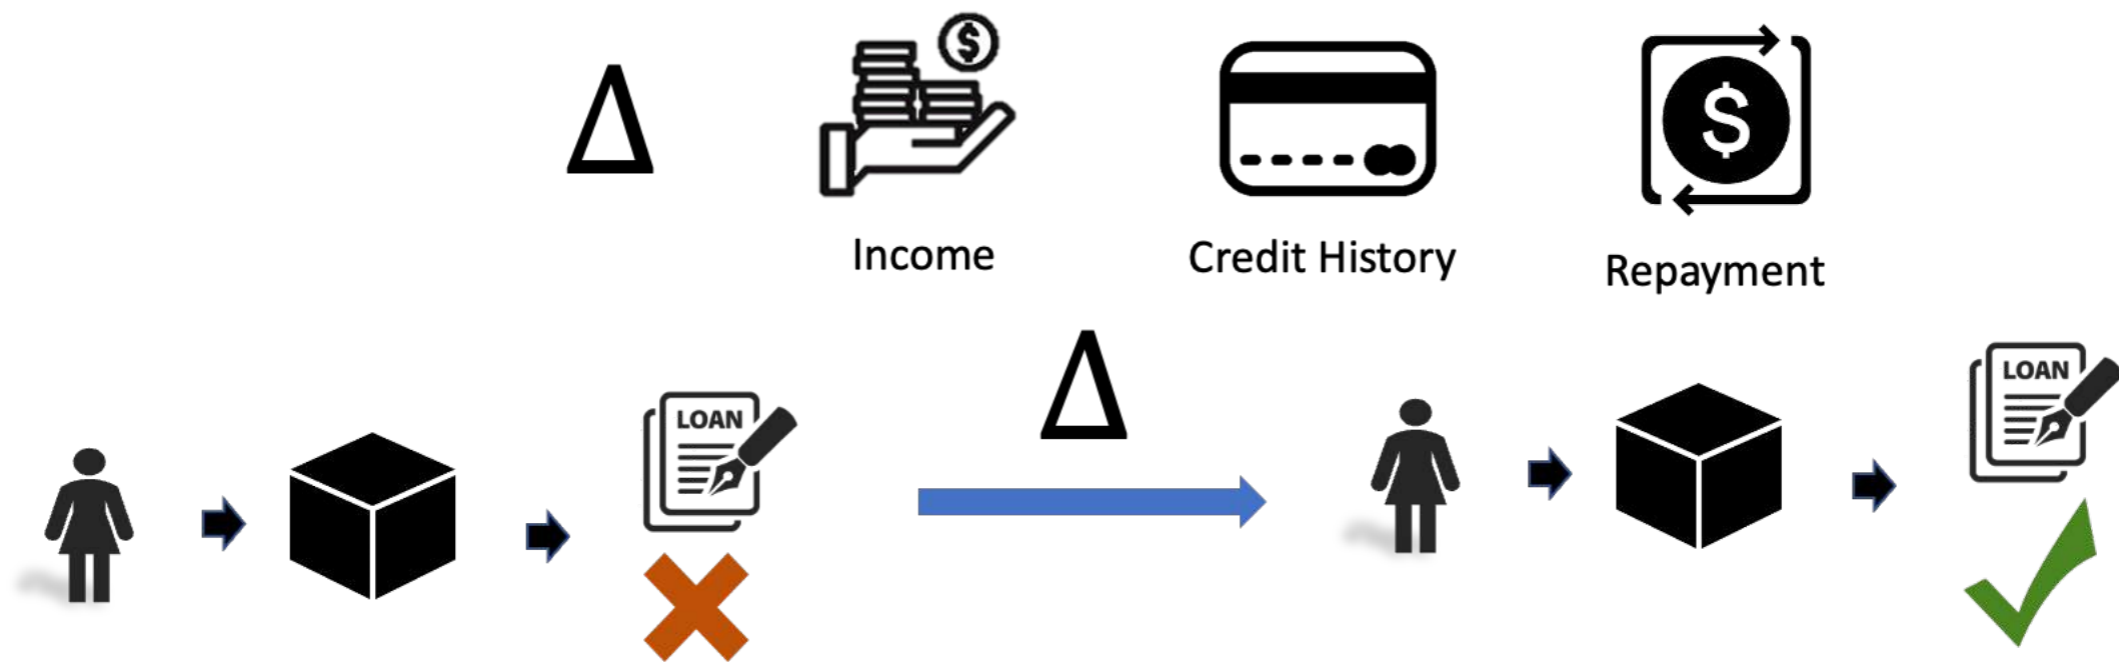 Δ
$
$
Income
Credit History
Repayment
Δ
LOAN
LOAN